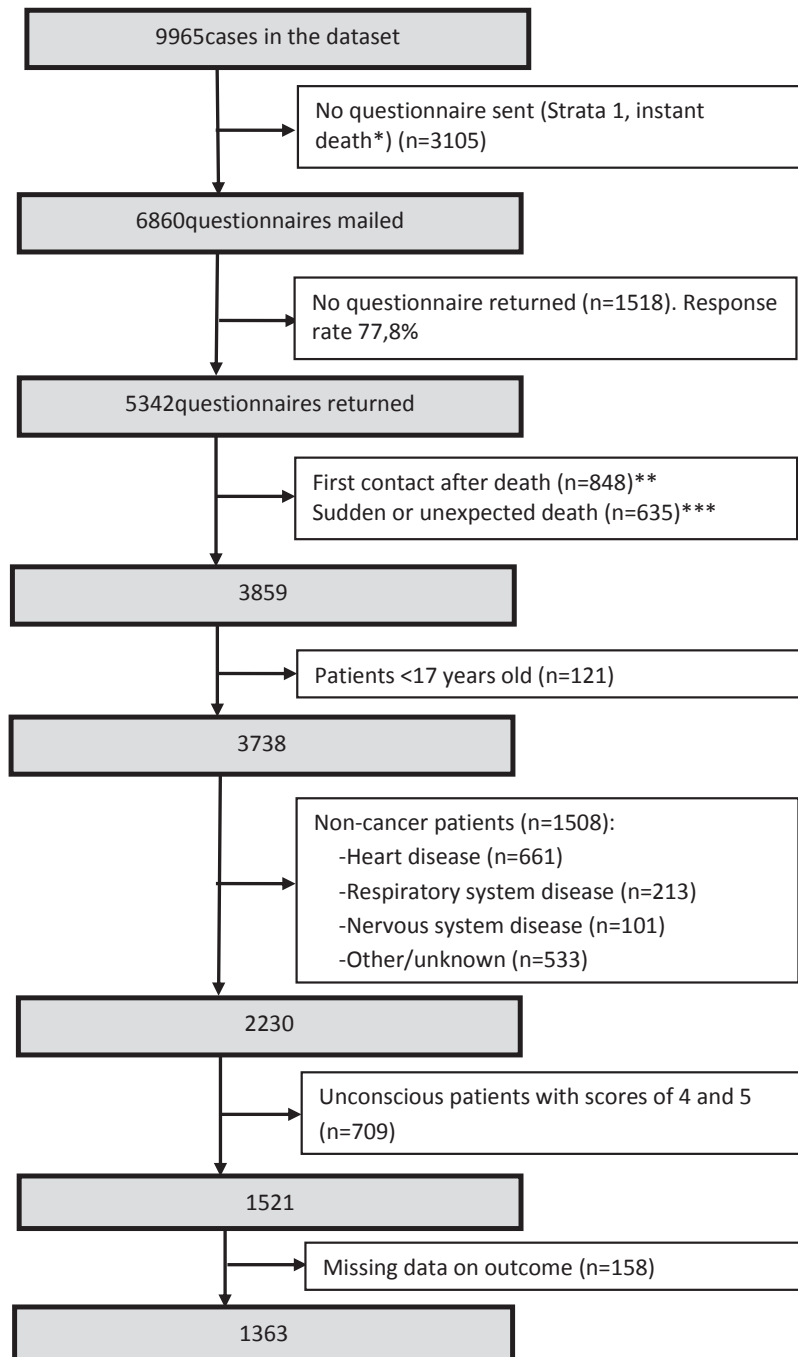 9965cases in the dataset
No questionnaire sent (Strata 1, instant
death*) (n=3105)
6860questionnaires mailed
No questionnaire returned (n=1518). Response
rate 77,8%
5342questionnaires returned
First contact after death (n=848)**
Sudden or unexpected death (n=635)***
3859
Patients <17 years old (n=121)
3738
Non-cancer patients (n=1508):
-Heart disease (n=661)
-Respiratory system disease (n=213)
-Nervous system disease (n=101)
-Other/unknown (n=533)
2230
Unconscious patients with scores of 4 and 5
(n=709)
1521
Missing data on outcome (n=158)
1363